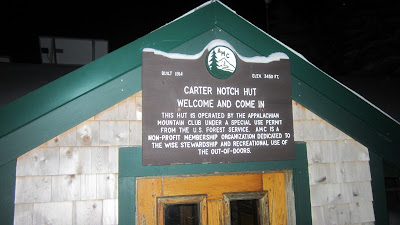 AMC
BUILT 1914 ELEV. 3450 FT.
CARTER NOTCH HUT
WELCOME AND COME IN
THIS HUT IS OPERATED BY THE APPALACHIAN
MOUNTAIN CLUB UNDER A SPECIAL USE PERMIT
FROM THE U.S. FOREST SERVICE. AMC IS A
NON-PROFIT MEMBERSHIP ORGANIZATION DEDICATED TO
THE WISE STEWARDSHIP AND RECREATIONAL USE OF
THE OUT-OF-DOORS.